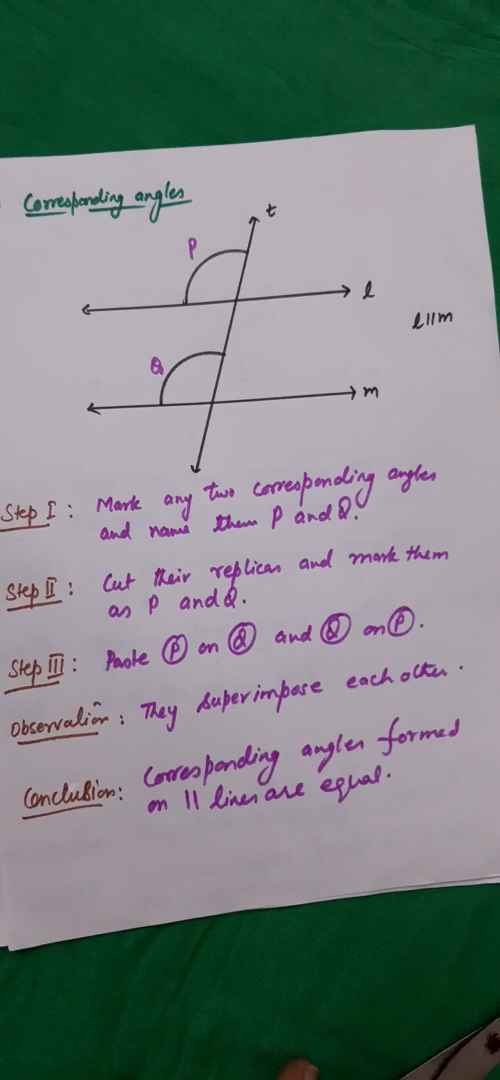 Corresponding angles
t
P
l
l || m
Q
m
Step I : Mark any two corresponding angles
and name them P and Q.
Step II : Cut their replicas and mark them
as P and Q.
Step III : Paste Ⓟ on Ⓠ and Ⓠ on Ⓟ.
Observation : They superimpose each other.
Conclusion : Corresponding angles formed
on || lines are equal.